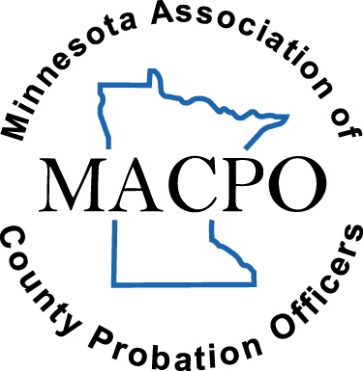 Minnesota Association of
MACPO
County Probation Officers